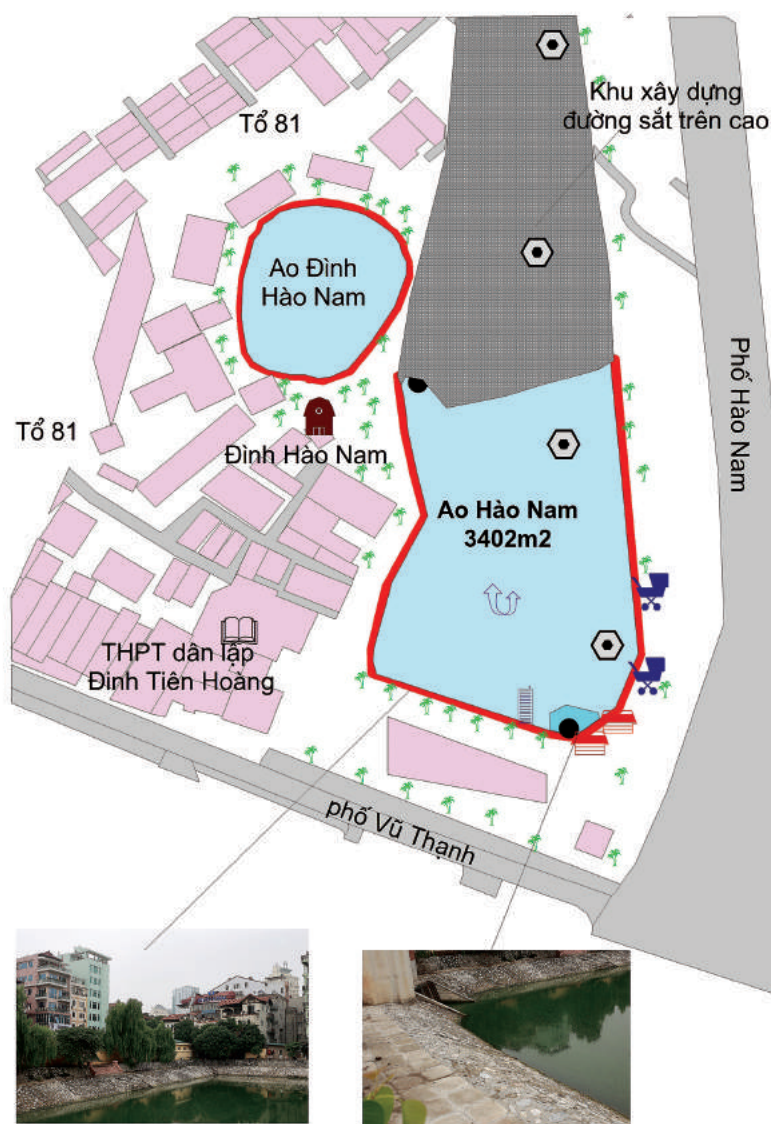 Tổ 81
Khu xây dựng
đường sắt trên cao
Ao Đình
Hào Nam
Phố Hào Nam
Tổ 81
Đình Hào Nam
Ao Hào Nam
3402m2
THPT dân lập
Đinh Tiên Hoàng
phố Vũ Thạnh